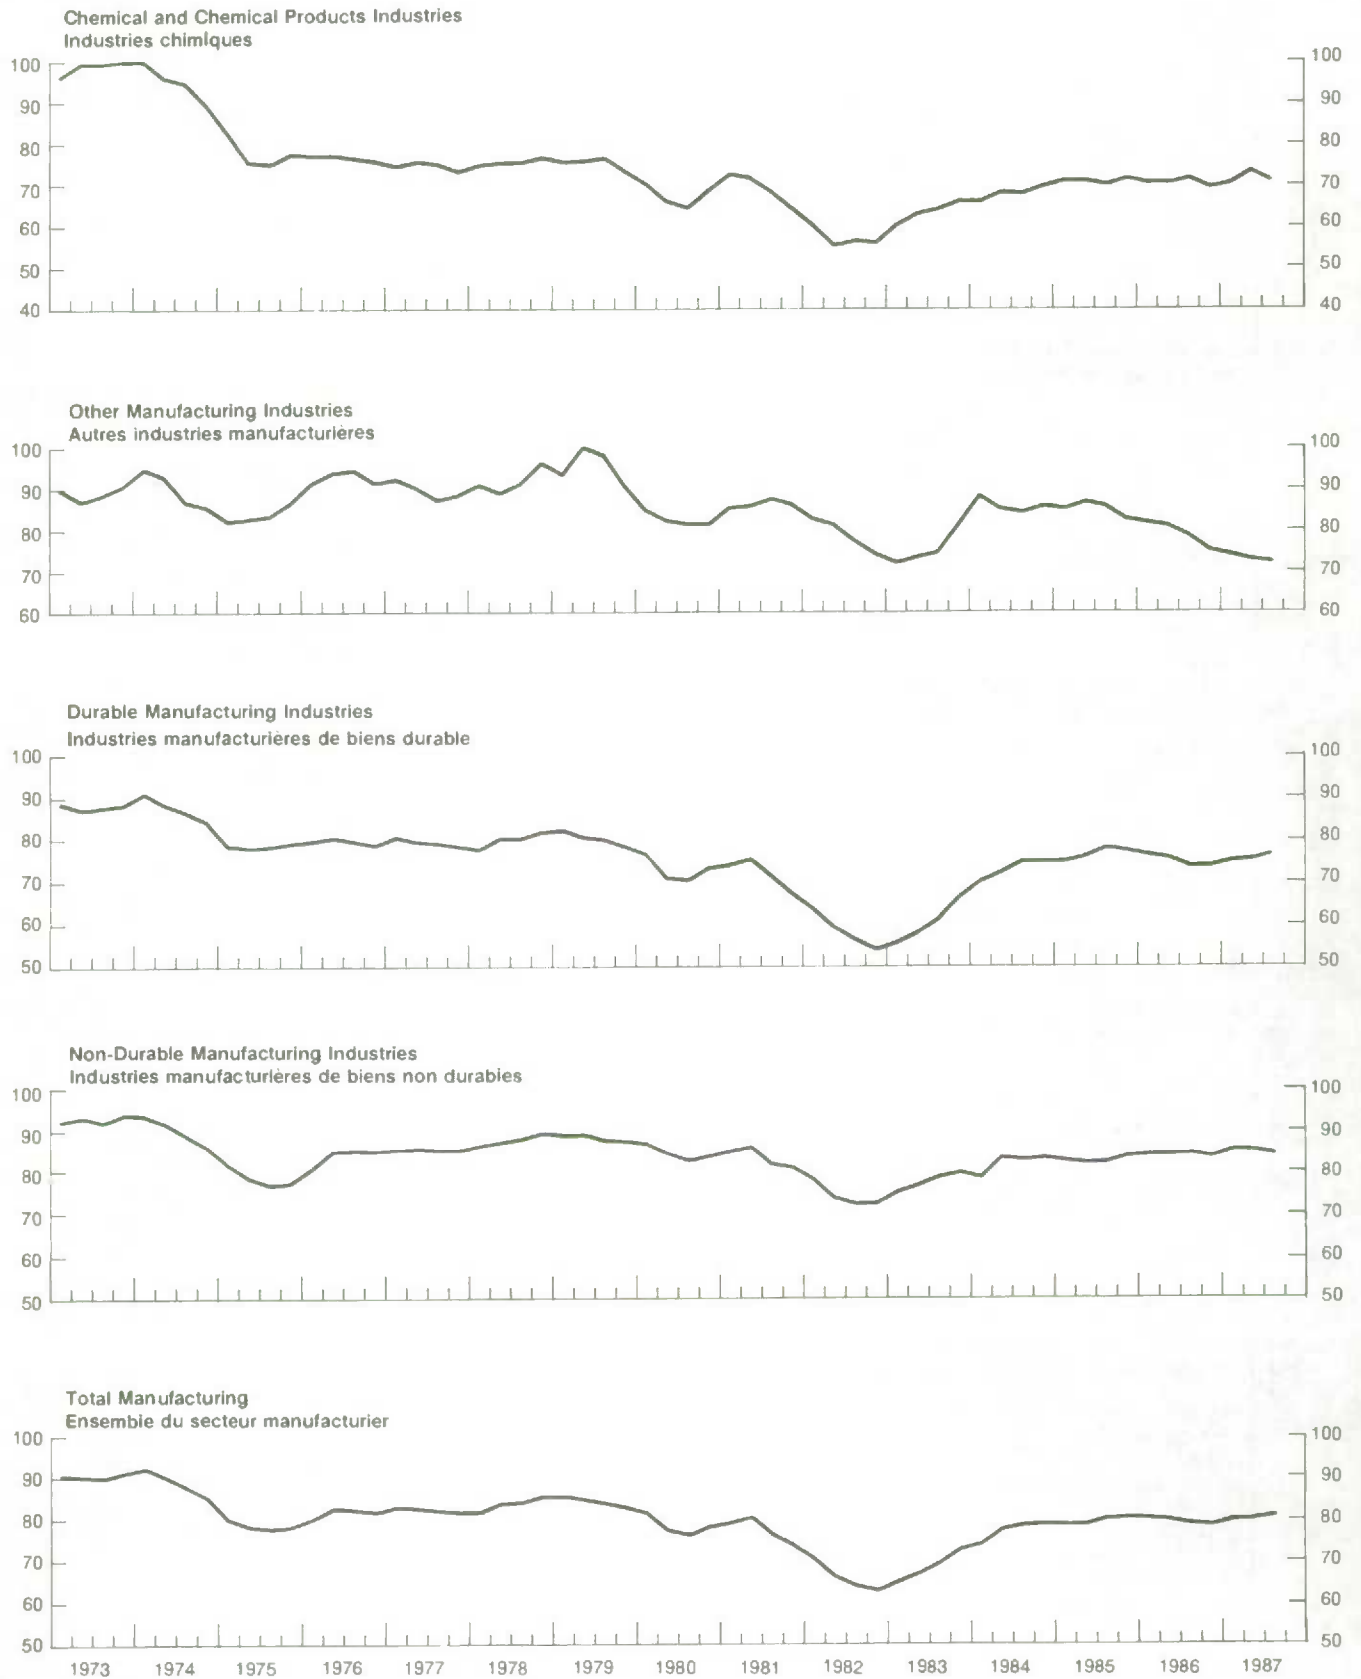 Chemical and Chemical Products Industries
Industries chimiques
100 100
90 90
80 80
70 70
60 60
50 50
40 40
Other Manufacturing Industries
Autres industries manufacturières
100 100
90 90
80 80
70 70
60 60
Durable Manufacturing Industries
Industries manufacturières de biens durable
100 100
90 90
80 80
70 70
60 60
50 50
Non-Durable Manufacturing Industries
Industries manufacturières de biens non durables
100 100
90 90
80 80
70 70
60 60
50 50
Total Manufacturing
Ensemble du secteur manufacturier
100 100
90 90
80 80
70 70
60 60
50 50
1973 1974 1975 1976 1977 1978 1979 1980 1981 1982 1983 1984 1985 1986 1987